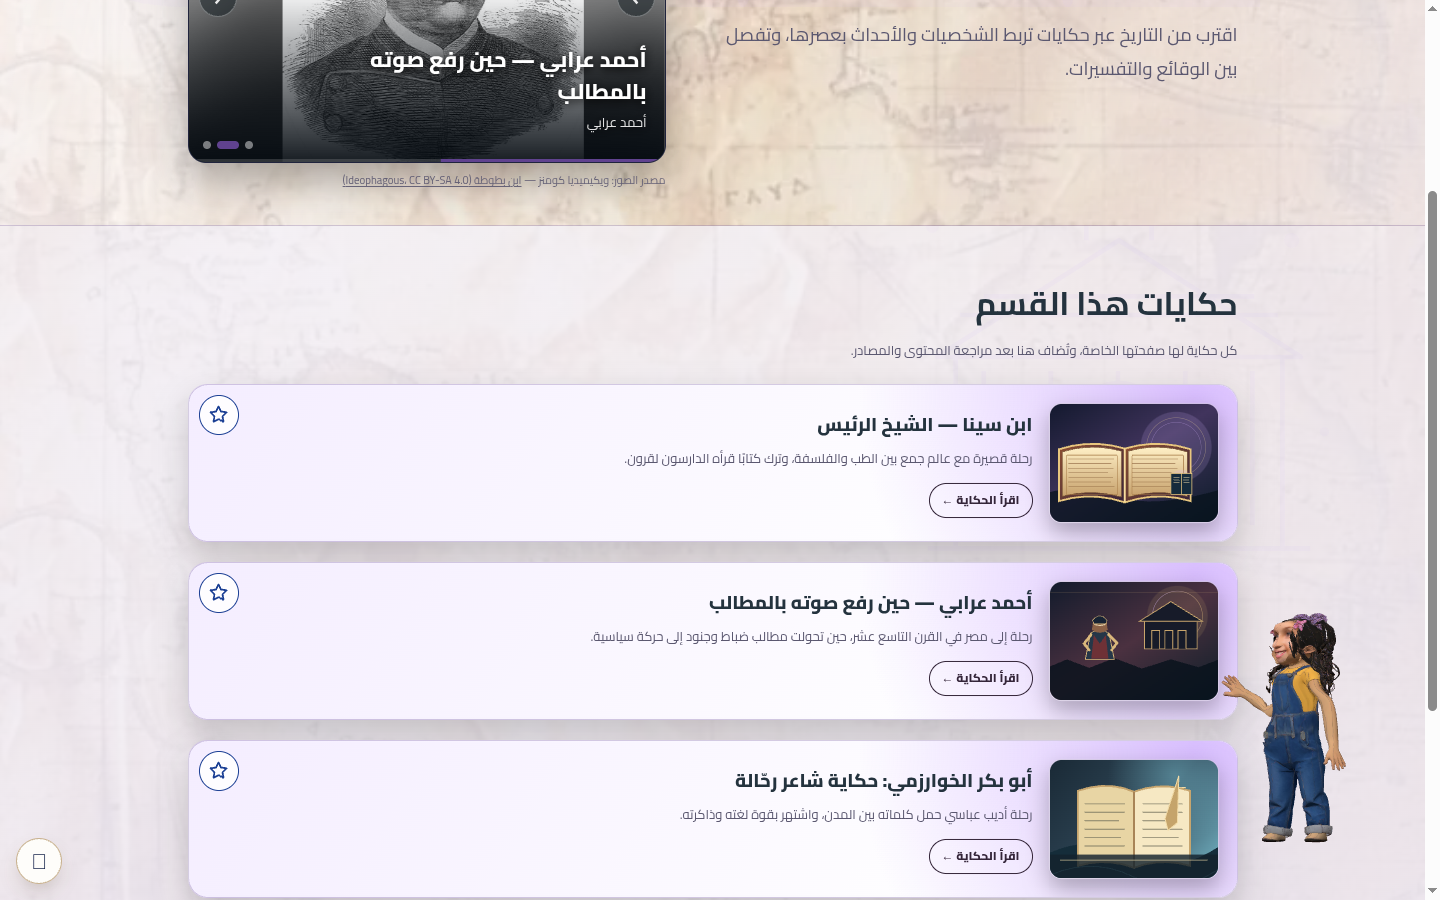 اقترب من التاريخ عبر حكايات تربط الشخصيات والأحداث بعصرها، وتفصل
بين الوقائع والتفسيرات.
أحمد عرابي — حين رفع صوته
بالمطالب
أحمد عرابي
مصدر الصور: ويكيميديا كومنز — ابن بطوطة (Ideophagous, CC BY-SA 4.0)
حكايات هذا القسم
كل حكاية لها صفحتها الخاصة، وتُضاف هنا بعد مراجعة المحتوى والمصادر.
ابن سينا — الشيخ الرئيس
رحلة قصيرة مع عالم جمع بين الطب والفلسفة، وترك كتابًا قرأه الدارسون لقرون.
اقرأ الحكاية ←
أحمد عرابي — حين رفع صوته بالمطالب
رحلة إلى مصر في القرن التاسع عشر، حين تحولت مطالب ضباط وجنود إلى حركة سياسية.
اقرأ الحكاية ←
أبو بكر الخوارزمي: حكاية شاعر رحّالة
رحلة أديب عباسي حمل كلماته بين المدن، واشتهر بقوة لغته وذاكرته.
اقرأ الحكاية ←